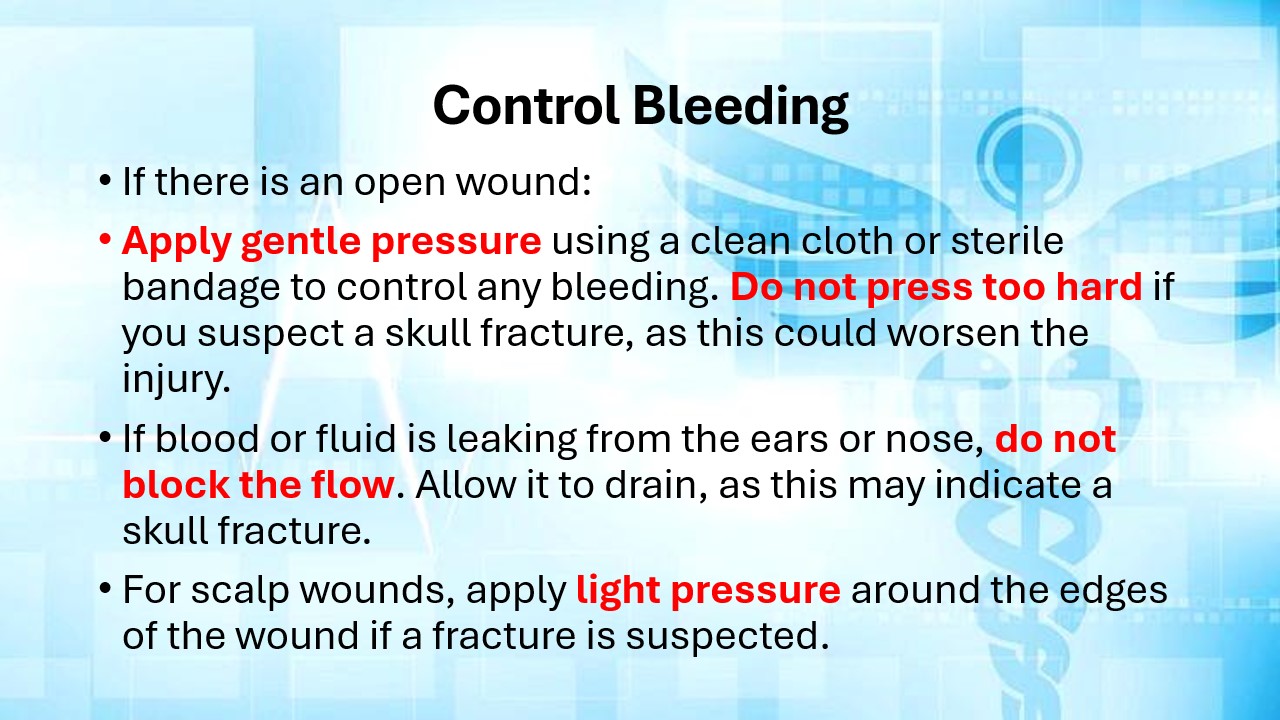 Control Bleeding
• If there is an open wound:
• Apply gentle pressure using a clean cloth or sterile
bandage to control any bleeding. Do not press too hard if
you suspect a skull fracture, as this could worsen the
injury.
• If blood or fluid is leaking from the ears or nose, do not
block the flow. Allow it to drain, as this may indicate a
skull fracture.
• For scalp wounds, apply light pressure around the edges
of the wound if a fracture is suspected.